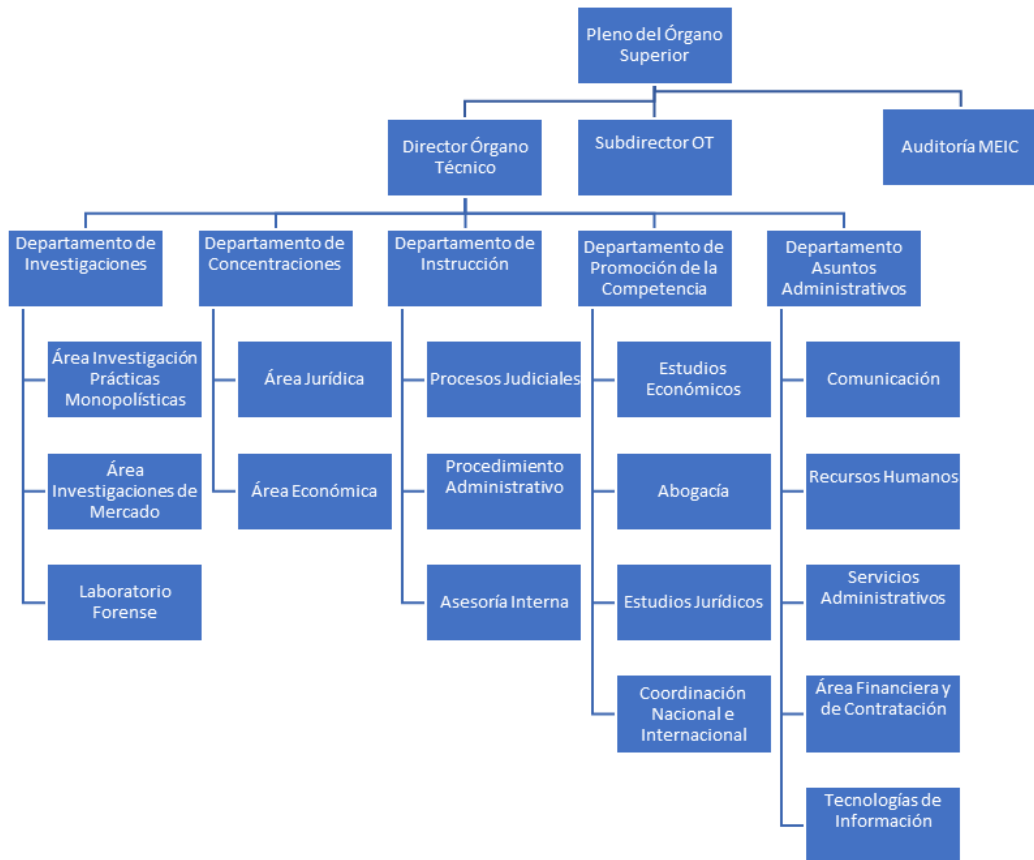 Pleno del Órgano
Superior
Director Órgano
Técnico
Subdirector OT
Auditoría MEIC
Departamento de
Investigaciones
Departamento de
Concentraciones
Departamento de
Instrucción
Departamento de
Promoción de la
Competencia
Departamento
Asuntos
Administrativos
Área Investigación
Prácticas
Monopolísticas
Área
Investigaciones de
Mercado
Laboratorio
Forense
Área Jurídica
Área Económica
Procesos Judiciales
Procedimiento
Administrativo
Asesoría Interna
Estudios
Económicos
Abogacía
Estudios Jurídicos
Coordinación
Nacional e
Internacional
Comunicación
Recursos Humanos
Servicios
Administrativos
Área Financiera y
de Contratación
Tecnologías de
Información